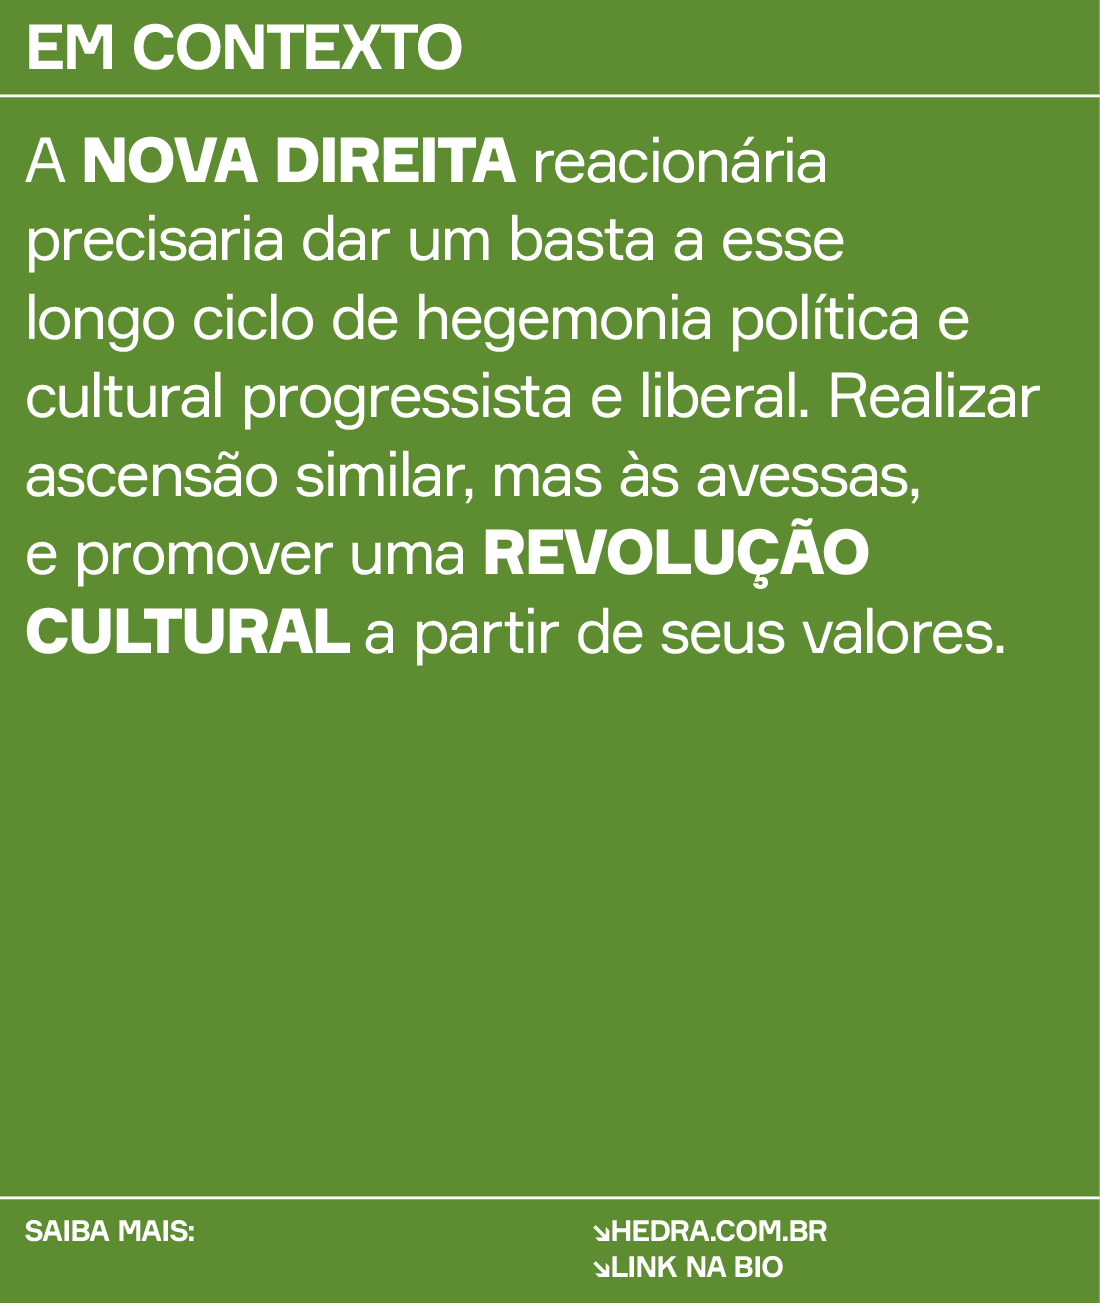 EM CONTEXTO
A NOVA DIREITA reacionária
precisaria dar um basta a esse
longo ciclo de hegemonia política e
cultural progressista e liberal. Realizar
ascensão similar, mas às avessas,
e promover uma REVOLUÇÃO
CULTURAL a partir de seus valores.
SAIBA MAIS:
↘HEDRA.COM.BR
↘LINK NA BIO